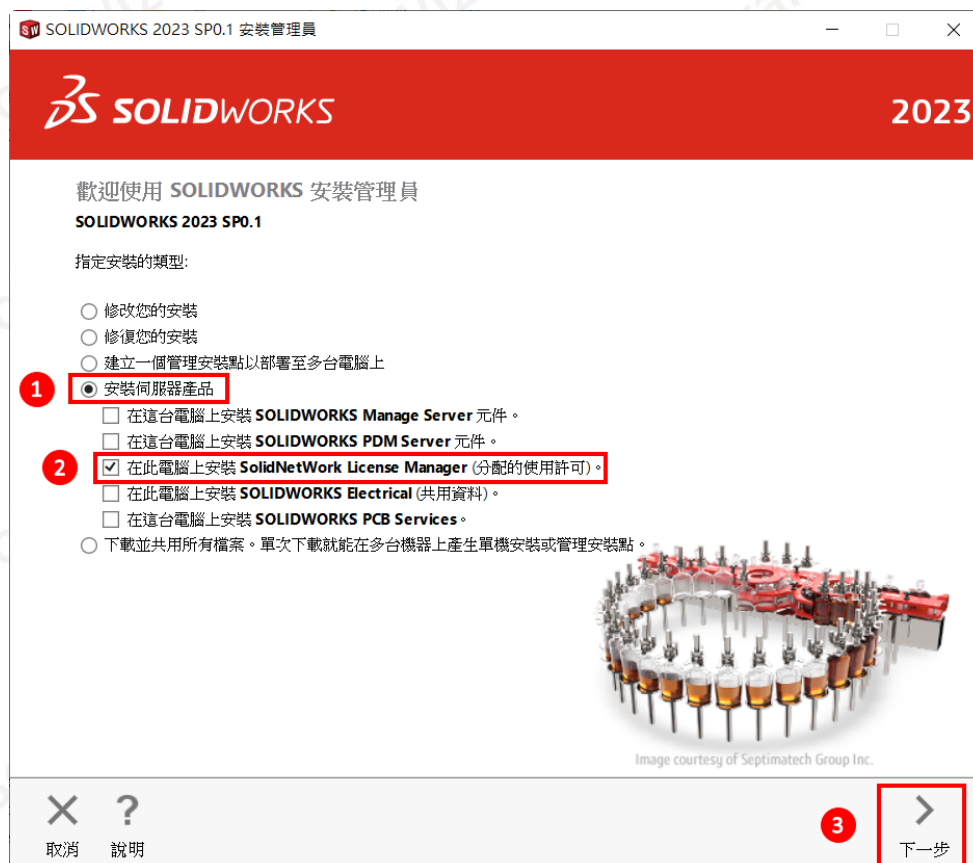 SW SOLIDWORKS 2023 SP0.1 安裝管理員
SOLIDWORKS 2023
歡迎使用 SOLIDWORKS 安裝管理員
SOLIDWORKS 2023 SP0.1
指定安裝的類型:
修改您的安裝
修復您的安裝
建立一個管理安裝點以部署至多台電腦上
1 安裝伺服器產品
在這台電腦上安裝 SOLIDWORKS Manage Server 元件。
在這台電腦上安裝 SOLIDWORKS PDM Server 元件。
2 在此電腦上安裝 SolidNetWork License Manager (分配的使用許可)。
在此電腦上安裝 SOLIDWORKS Electrical (共用資料)。
在這台電腦上安裝 SOLIDWORKS PCB Services。
下載並共用所有檔案。單次下載就能在多台機器上產生單機安裝或管理安裝點。
Image courtesy of Septimatech Group Inc.
取消 說明 3 下一步